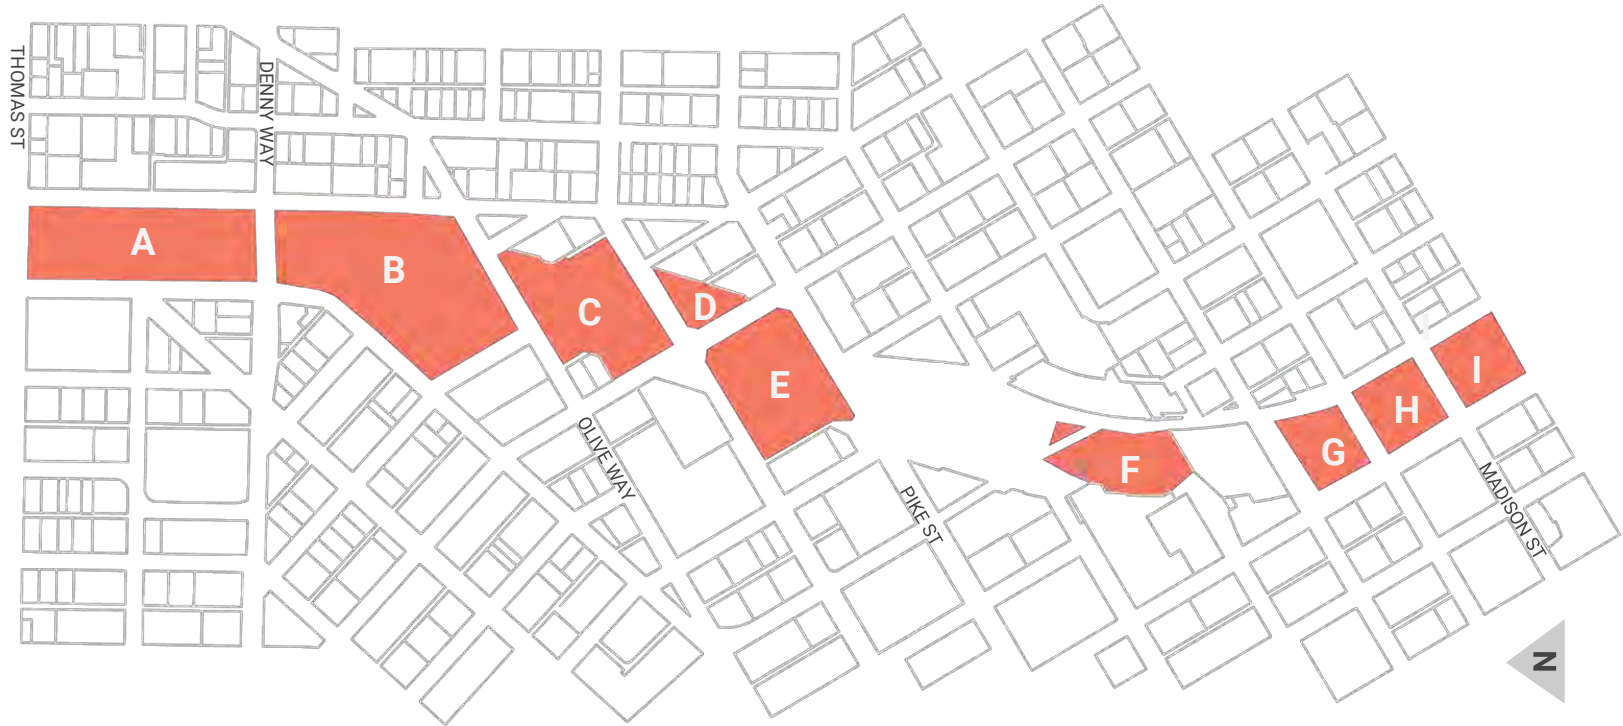 THOMAS ST
DENNY WAY
A
B
C
D
E
F
G
H
I
OLIVE WAY
PIKE ST
MADISON ST
N